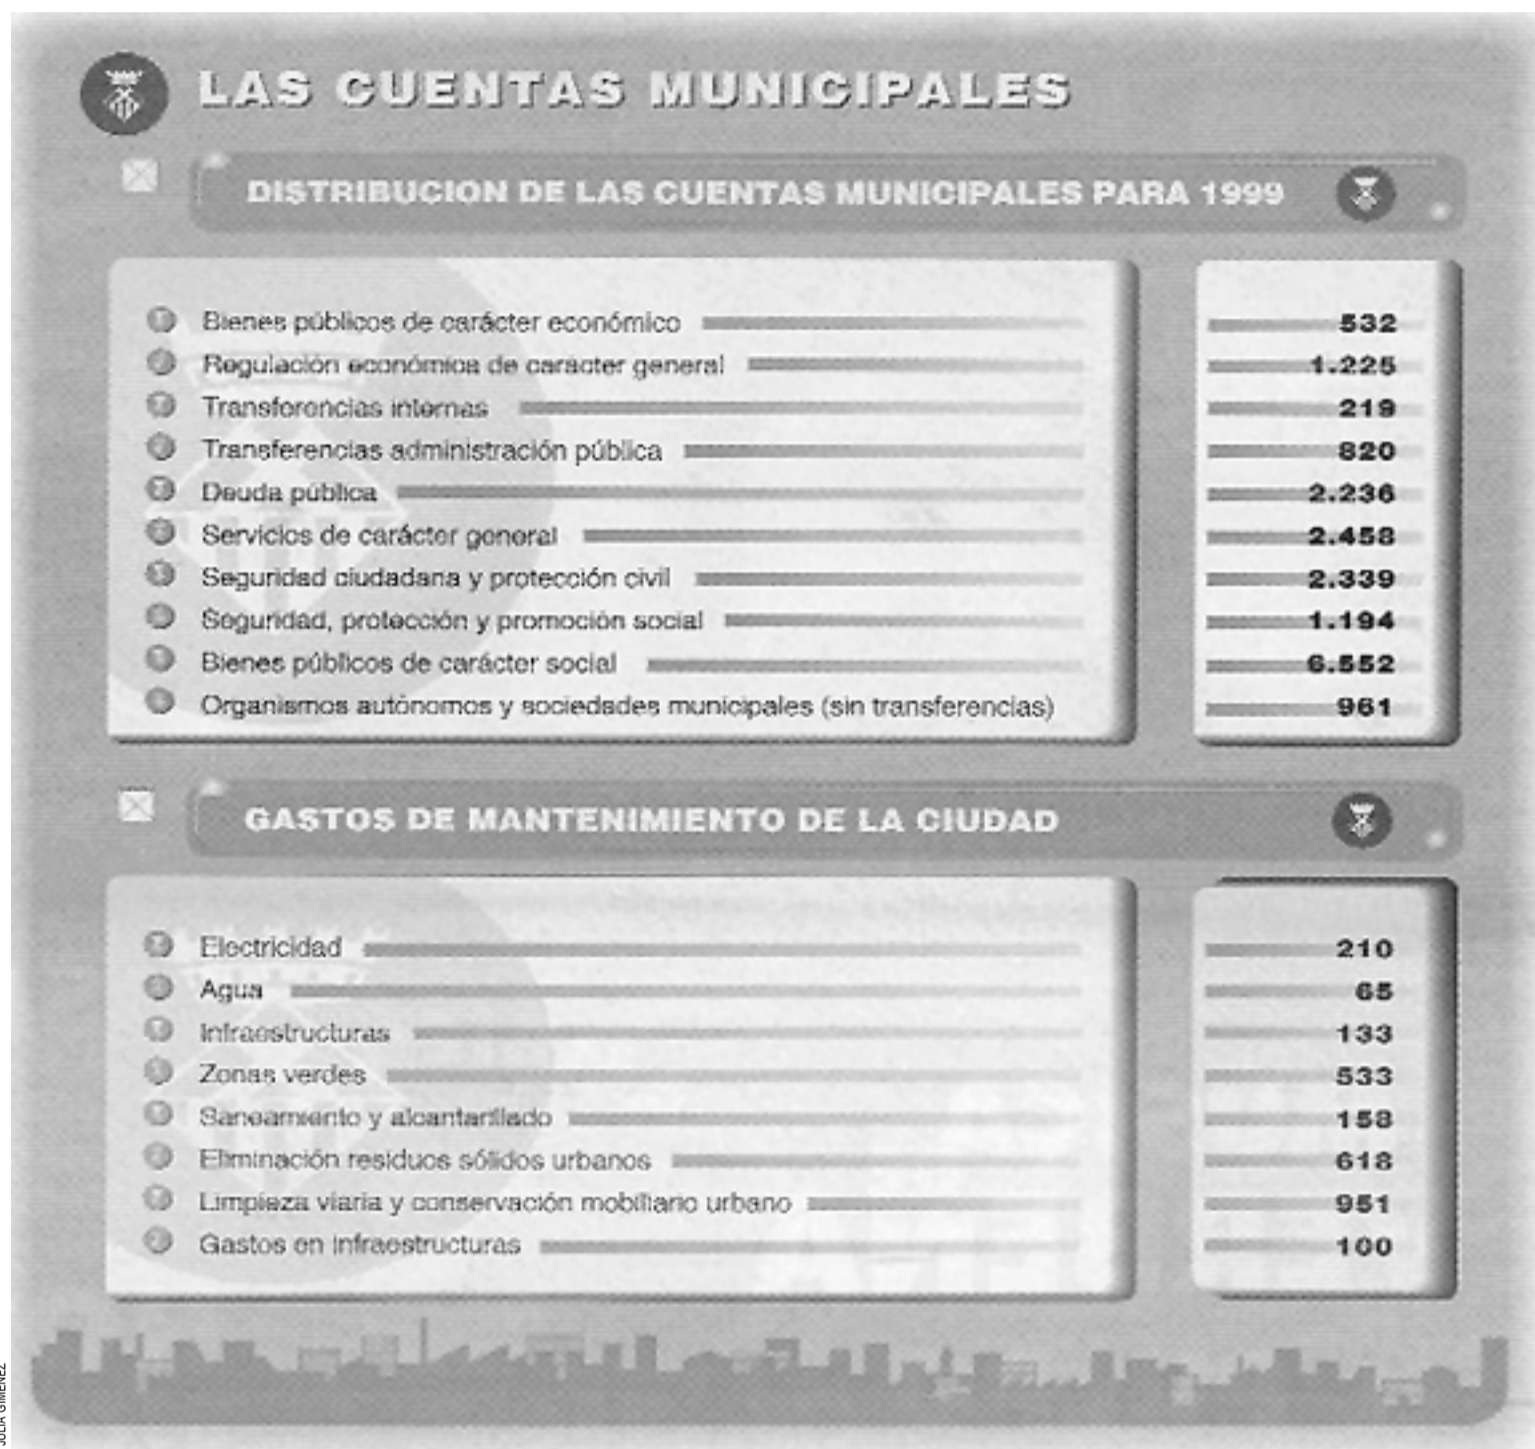 LAS CUENTAS MUNICIPALES
DISTRIBUCION DE LAS CUENTAS MUNICIPALES PARA 1999
Bienes públicos de carácter económico 532
Regulación económica de carácter general 1.225
Transferencias internas 219
Transferencias administración pública 820
Deuda pública 2.236
Servicios de carácter general 2.458
Seguridad ciudadana y protección civil 2.339
Seguridad, protección y promoción social 1.194
Bienes públicos de carácter social 6.552
Organismos autónomos y sociedades municipales (sin transferencias) 961
GASTOS DE MANTENIMIENTO DE LA CIUDAD
Electricidad 210
Agua 65
Infraestructuras 133
Zonas verdes 533
Saneamiento y alcantarillado 158
Eliminación residuos sólidos urbanos 618
Limpieza viaria y conservación mobiliario urbano 951
Gastos en infraestructuras 100
JULIA GIMENEZ